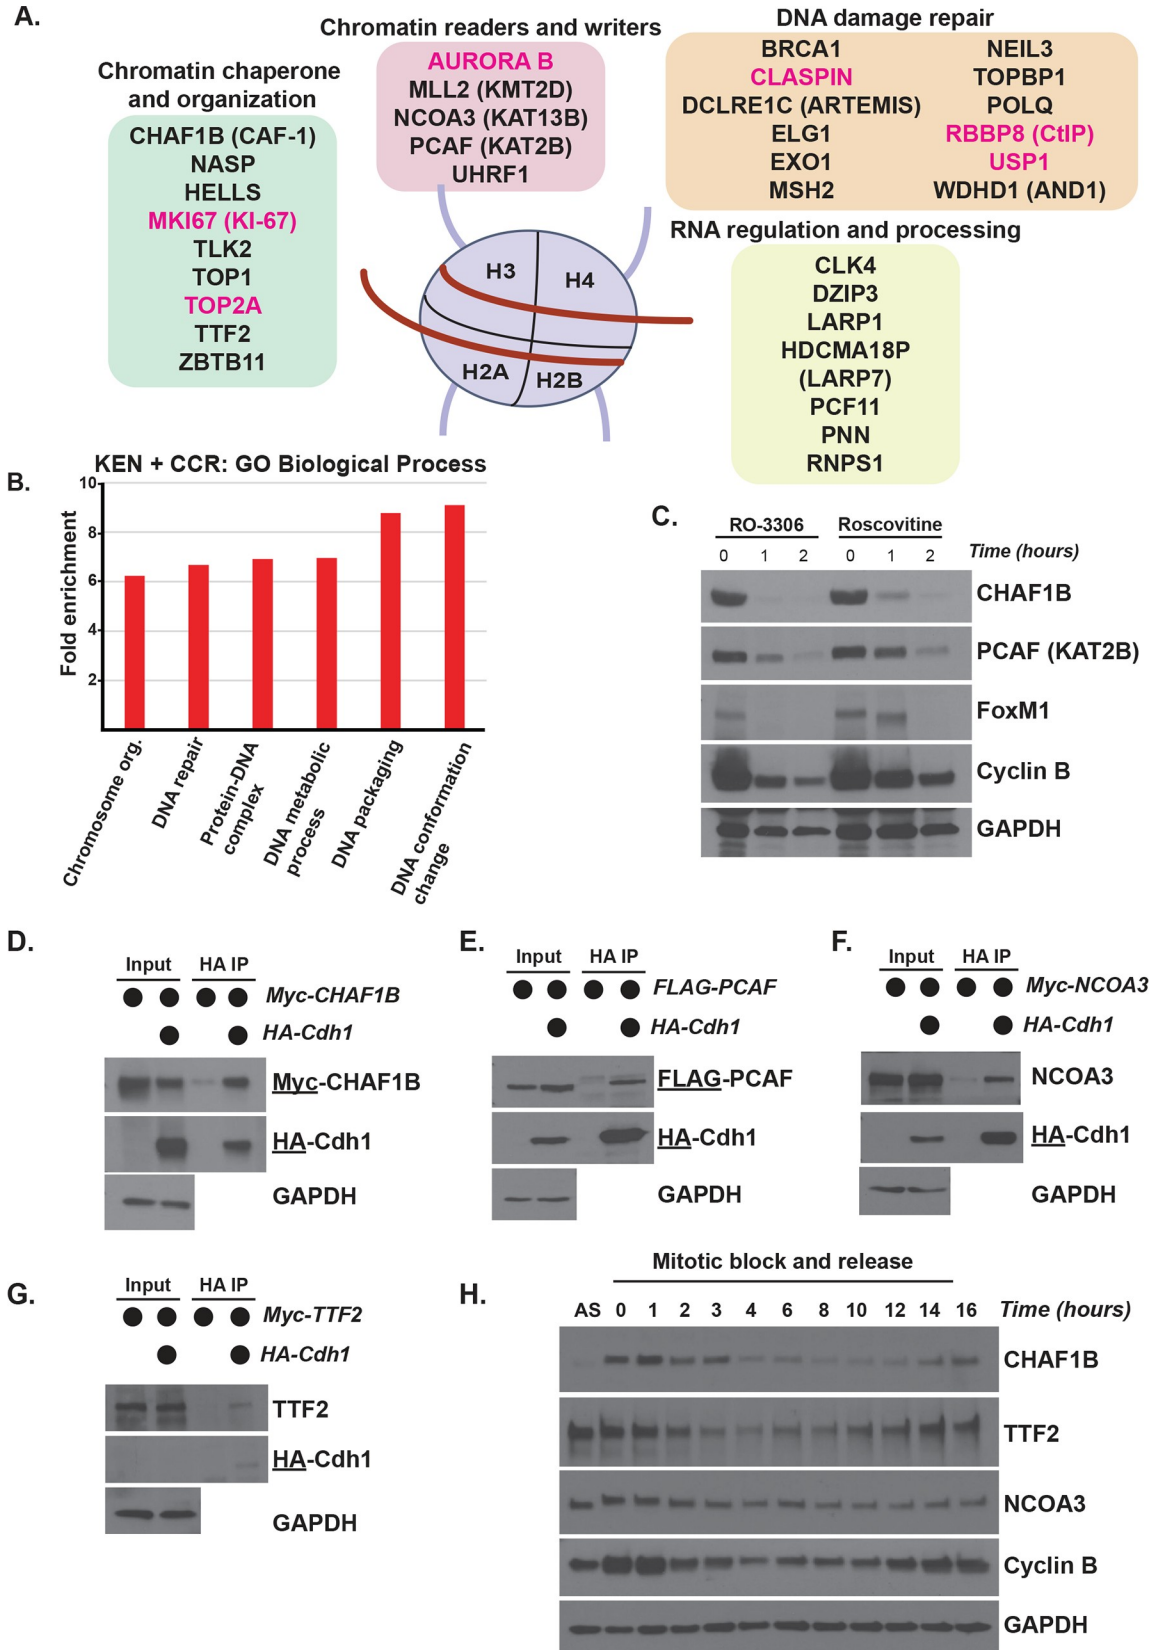 A.
Chromatin chaperone
and organization
CHAF1B (CAF-1)
NASP
HELLS
MKI67 (KI-67)
TLK2
TOP1
TOP2A
TTF2
ZBTB11
Chromatin readers and writers
AURORA B
MLL2 (KMT2D)
NCOA3 (KAT13B)
PCAF (KAT2B)
UHRF1
DNA damage repair
BRCA1
CLASPIN
DCLRE1C (ARTEMIS)
ELG1
EXO1
MSH2
NEIL3
TOPBP1
POLQ
RBBP8 (CtIP)
USP1
WDHD1 (AND1)
H3
H4
H2A
H2B
RNA regulation and processing
CLK4
DZIP3
LARP1
HDCMA18P
(LARP7)
PCF11
PNN
RNPS1
B.
KEN + CCR: GO Biological Process
Fold enrichment
10
8
6
4
2
Chromosome org.
DNA repair
Protein-DNA
complex
DNA metabolic
process
DNA packaging
DNA conformation
change
C.
RO-3306 Roscovitine
0 1 2 0 1 2 Time (hours)
CHAF1B
PCAF (KAT2B)
FoxM1
Cyclin B
GAPDH
D.
Input HA IP
Myc-CHAF1B
HA-Cdh1
Myc-CHAF1B
HA-Cdh1
GAPDH
E.
Input HA IP
FLAG-PCAF
HA-Cdh1
FLAG-PCAF
HA-Cdh1
GAPDH
F.
Input HA IP
Myc-NCOA3
HA-Cdh1
NCOA3
HA-Cdh1
GAPDH
G.
Input HA IP
Myc-TTF2
HA-Cdh1
TTF2
HA-Cdh1
GAPDH
H.
Mitotic block and release
AS 0 1 2 3 4 6 8 10 12 14 16 Time (hours)
CHAF1B
TTF2
NCOA3
Cyclin B
GAPDH